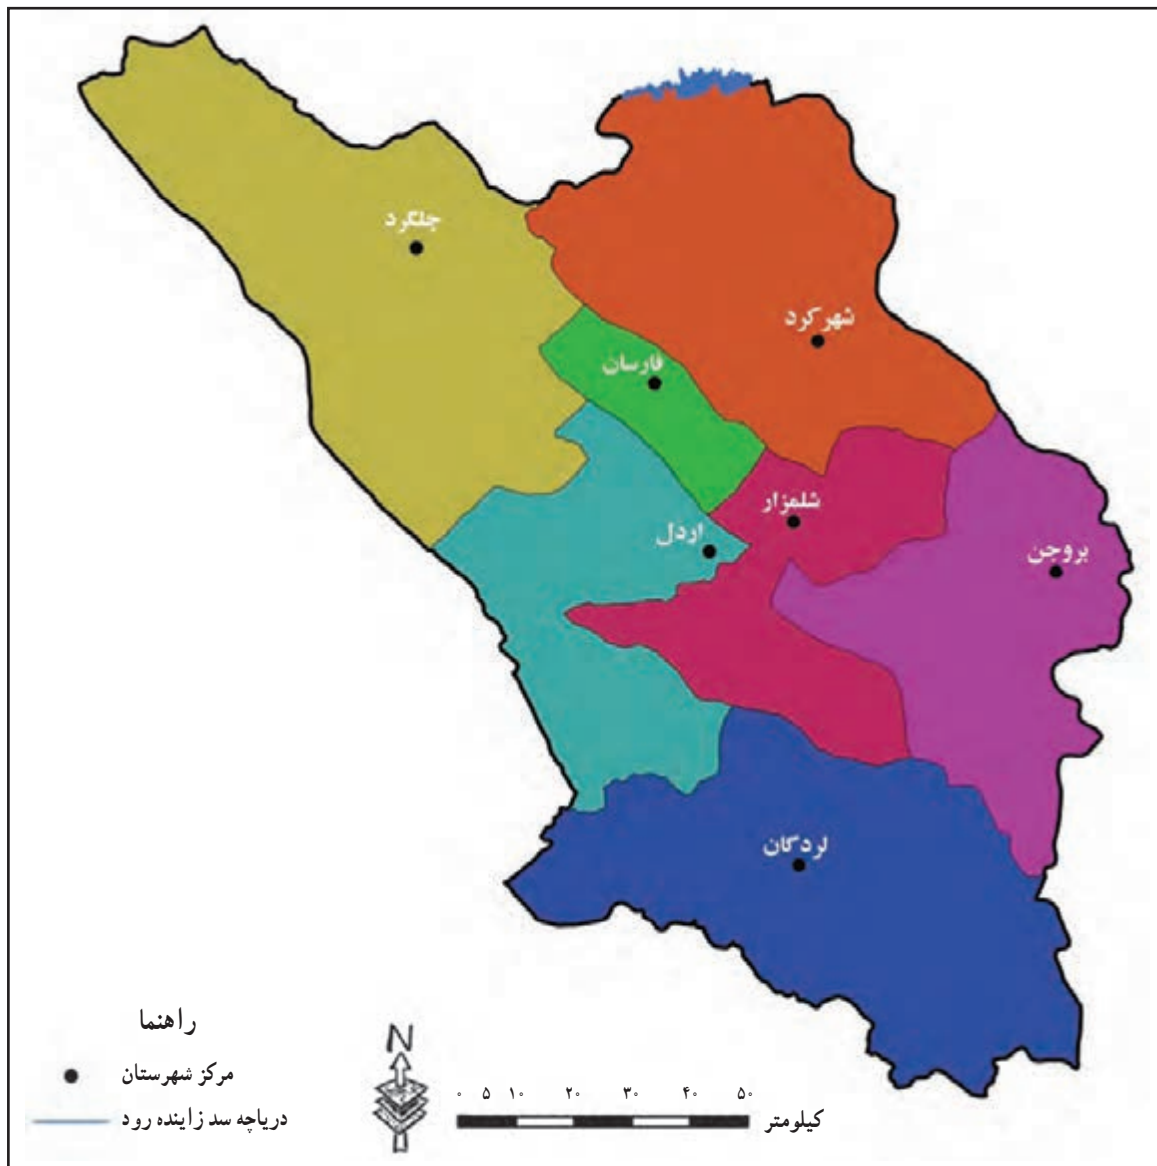 چلگرد
شهرکرد
فارسان
شلمزار
اردل
بروجن
لردگان
راهنما
مرکز شهرستان
دریاچه سد زاینده رود
N
۰ ۵ ۱۰ ۲۰ ۳۰ ۴۰ ۵۰
کیلومتر